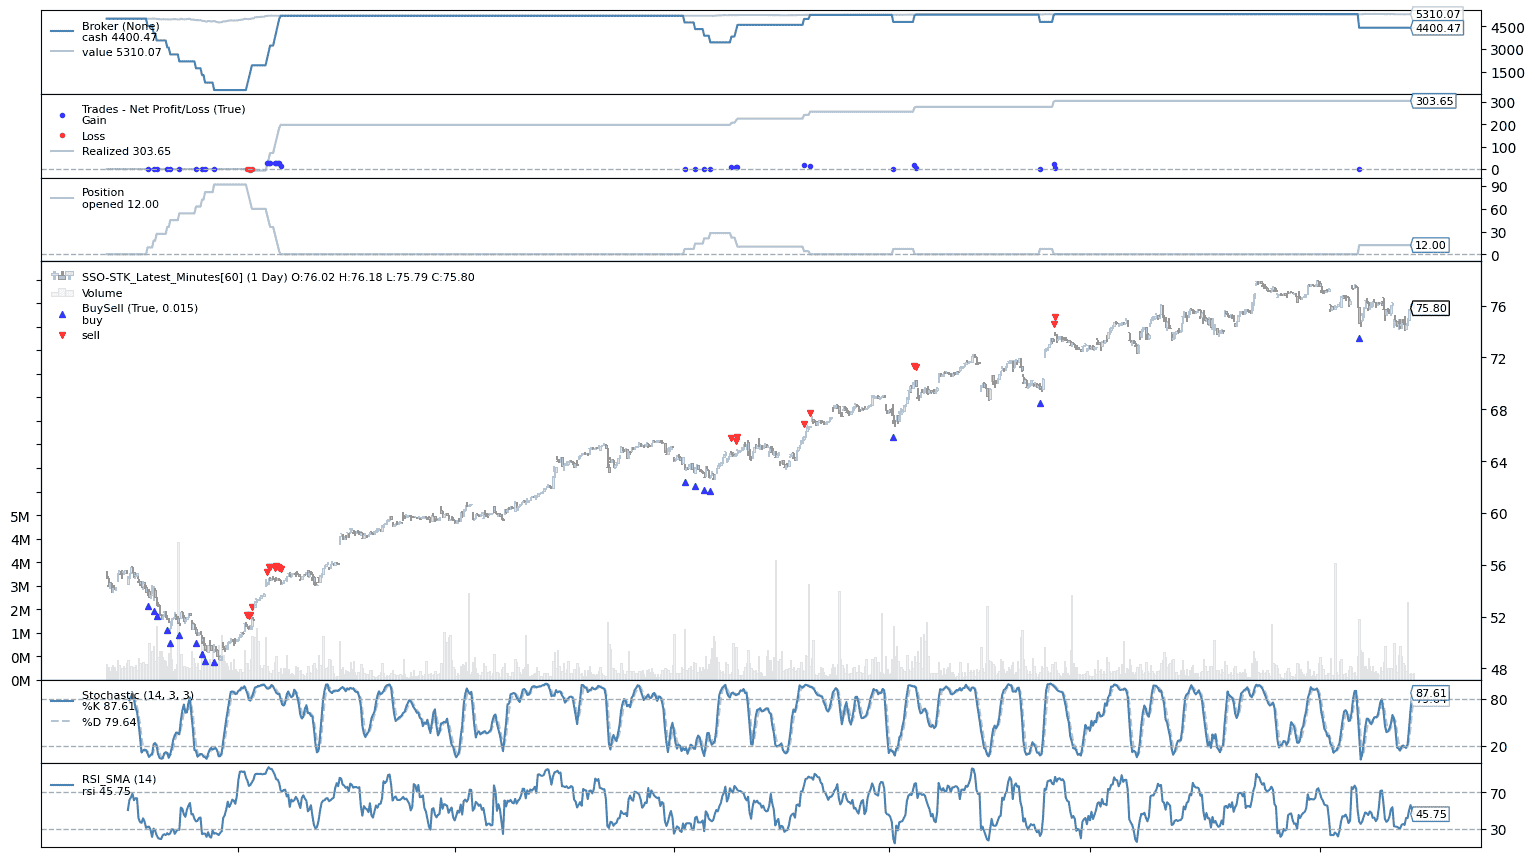 Broker (None)
cash 4400.47
value 5310.07
5310.07
4400.47
4500
3000
1500
Trades - Net Profit/Loss (True)
Gain
Loss
Realized 303.65
303.65
300
200
100
0
Position
opened 12.00
12.00
90
60
30
0
SSO-STK_Latest_Minutes[60] (1 Day) O:76.02 H:76.18 L:75.79 C:75.80
Volume
BuySell (True, 0.015)
buy
sell
75.80
76
72
68
64
60
56
52
48
5M
4M
4M
3M
2M
1M
0M
0M
Stochastic (14, 3, 3)
%K 87.61
%D 79.64
87.61
79.64
80
20
RSI_SMA (14)
rsi 45.75
45.75
70
30